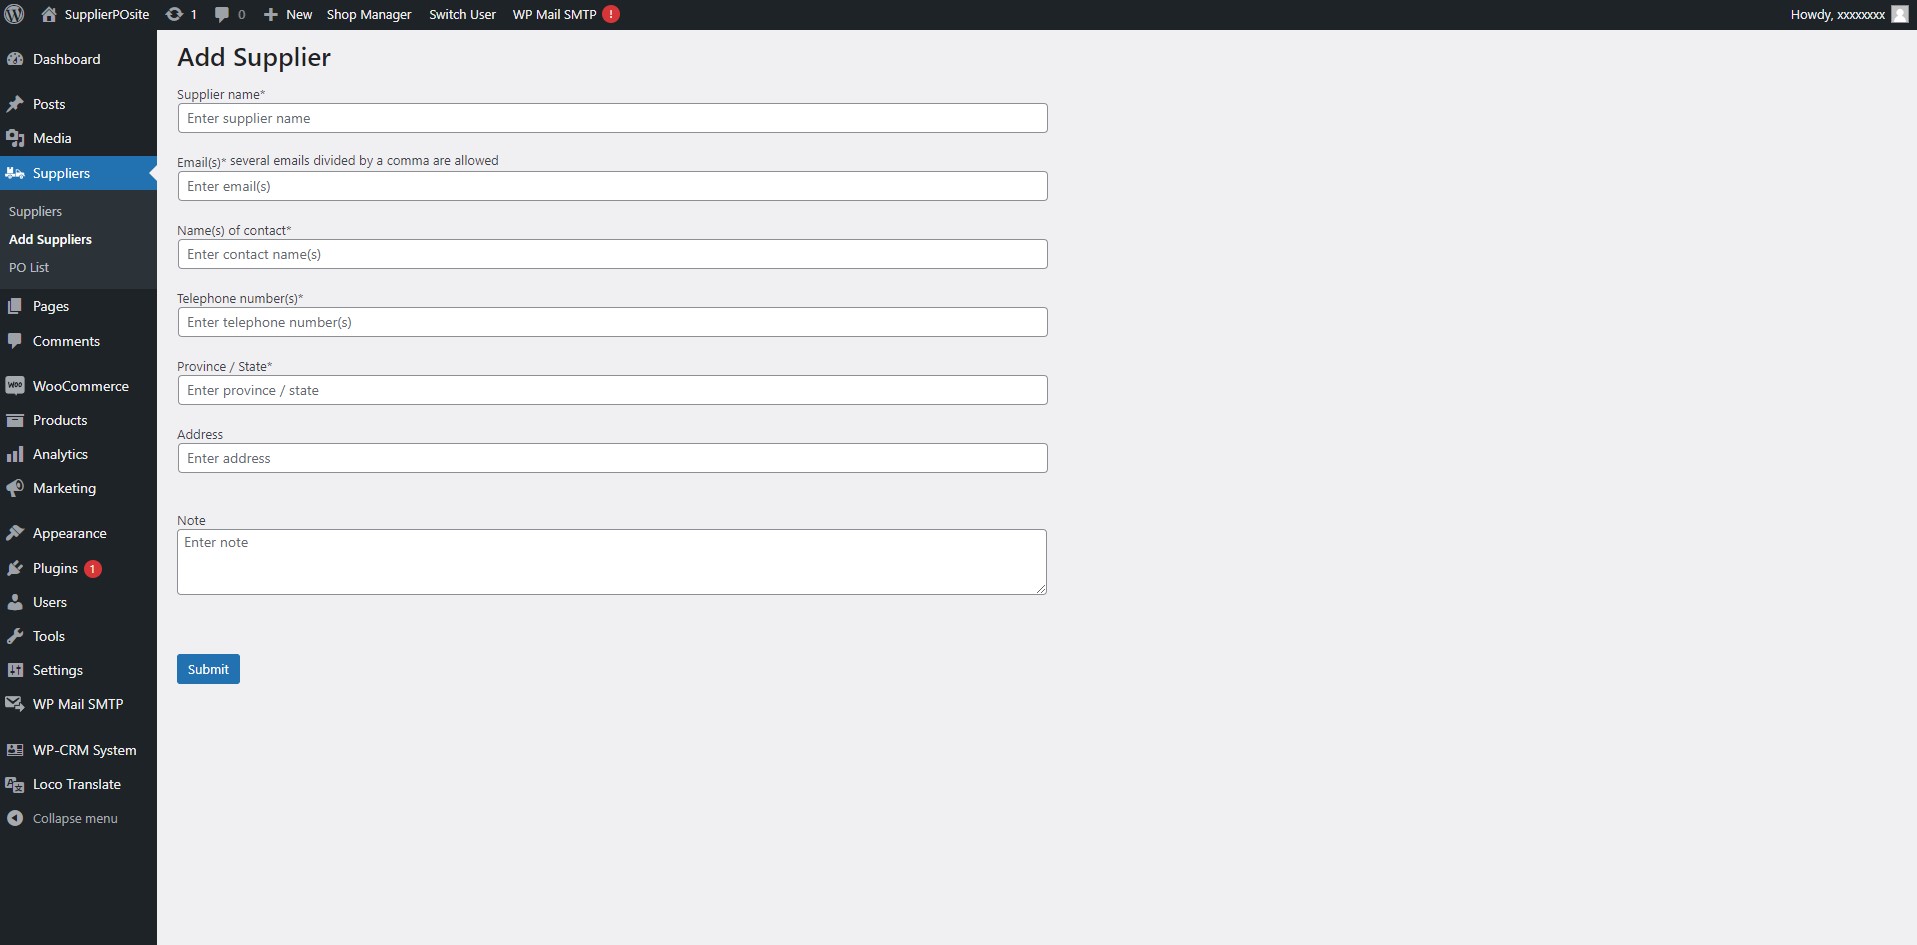 SupplierPOsite 1 0 New Shop Manager Switch User WP Mail SMTP ! Howdy, xxxxxxxx
Dashboard
Posts
Media
Suppliers
Suppliers
Add Suppliers
PO List
Pages
Comments
WooCommerce
Products
Analytics
Marketing
Appearance
Plugins 1
Users
Tools
Settings
WP Mail SMTP
WP-CRM System
Loco Translate
Collapse menu
Add Supplier
Supplier name*
Enter supplier name
Email(s)* several emails divided by a comma are allowed
Enter email(s)
Name(s) of contact*
Enter contact name(s)
Telephone number(s)*
Enter telephone number(s)
Province / State*
Enter province / state
Address
Enter address
Note
Enter note
Submit